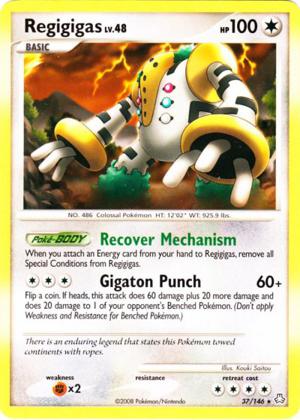 Regigigas LV.48 HP 100
BASIC
NO. 486 Colossal Pokémon HT: 12'02" WT: 925.9 lbs.
Poké-BODY Recover Mechanism
When you attach an Energy card from your hand to Regigigas, remove all
Special Conditions from Regigigas.
Gigaton Punch 60+
Flip a coin. If heads, this attack does 60 damage plus 20 more damage and
does 20 damage to 1 of your opponent's Benched Pokémon. (Don't apply
Weakness and Resistance for Benched Pokémon.)
There is an enduring legend that states this Pokémon towed
continents with ropes.
Illus. Kouki Saitou
weakness resistance retreat cost
×2
©2008 Pokémon/Nintendo 37/146 ★